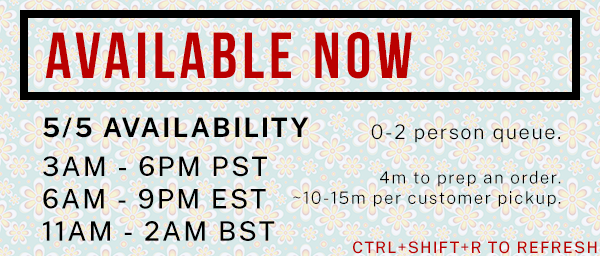 AVAILABLE NOW
5/5 AVAILABILITY
3AM - 6PM PST
6AM - 9PM EST
11AM - 2AM BST
0-2 person queue.
4m to prep an order.
~10-15m per customer pickup.
CTRL+SHIFT+R TO REFRESH